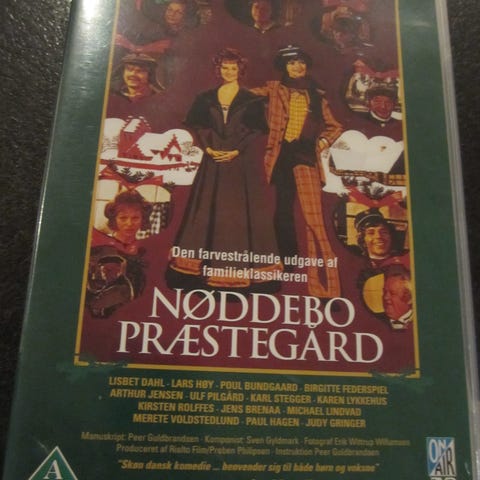 Den farvestrålende udgave af
familieklassikeren
NØDDEBO
PRÆSTEGÅRD
LISBET DAHL · LARS HØY · POUL BUNDGAARD · BIRGITTE FEDERSPIEL
ARTHUR JENSEN · ULF PILGÅRD · KARL STEGGER · KAREN LYKKEHUS
KIRSTEN ROLFFES · JENS BRENAA · MICHAEL LINDVAD
MERETE VOLDSTEDLUND · PAUL HAGEN · JUDY GRINGER
Manuskript: Peer Guldbrandsen · Komponist: Sven Gyldmark · Fotograf Erik Wittrup Willumsen
Produceret af Rialto Film/Preben Philipsen · Instruktion Peer Guldbrandsen
"Skøn dansk komedie ... henvender sig til både børn og voksne"
A
ON
AIR